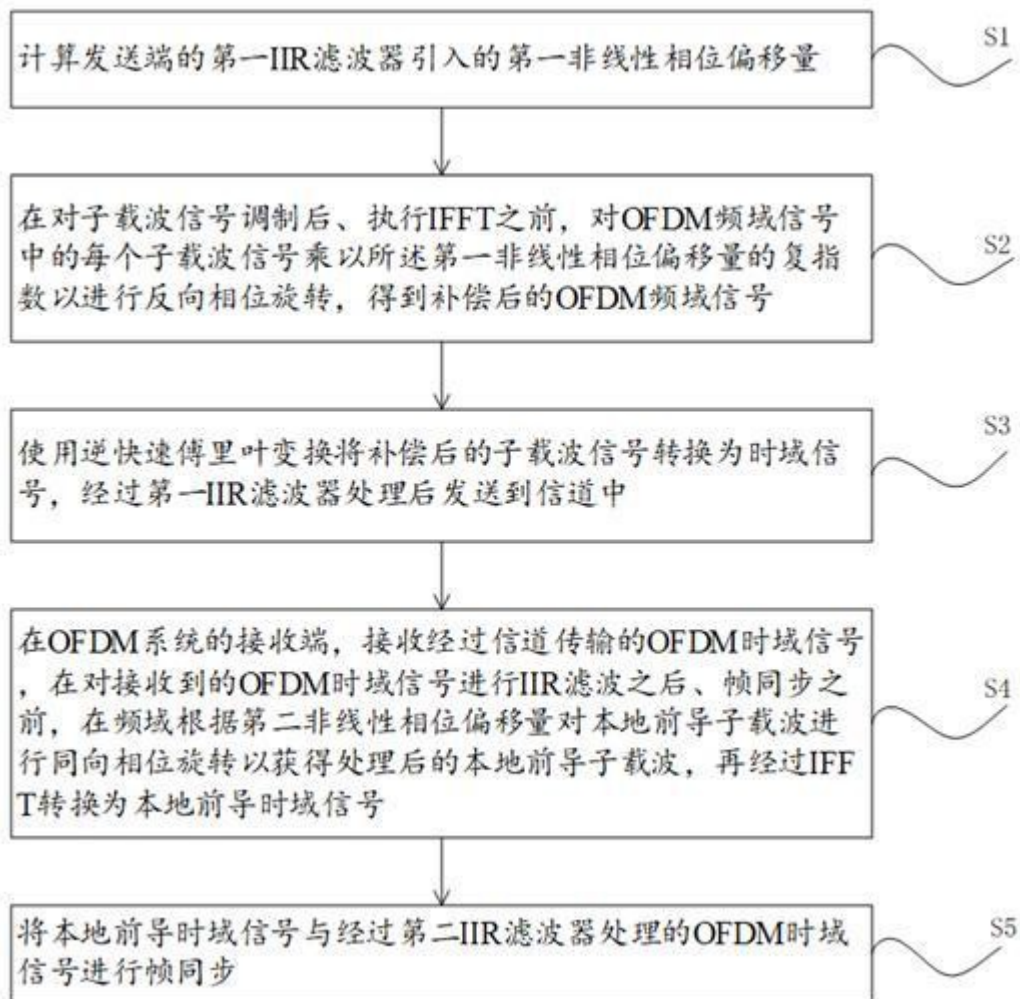 计算发送端的第一IIR滤波器引入的第一非线性相位偏移量
S1
在对子载波信号调制后、执行IFFT之前，对OFDM频域信号
中的每个子载波信号乘以所述第一非线性相位偏移量的复指
数以进行反向相位旋转，得到补偿后的OFDM频域信号
S2
使用逆快速傅里叶变换将补偿后的子载波信号转换为时域信
号，经过第一IIR滤波器处理后发送到信道中
S3
在OFDM系统的接收端，接收经过信道传输的OFDM时域信号
，在对接收到的OFDM时域信号进行IIR滤波之后、帧同步之
前，在频域根据第二非线性相位偏移量对本地前导子载波进
行同向相位旋转以获得处理后的本地前导子载波，再经过IFF
T转换为本地前导时域信号
S4
将本地前导时域信号与经过第二IIR滤波器处理的OFDM时域
信号进行帧同步
S5